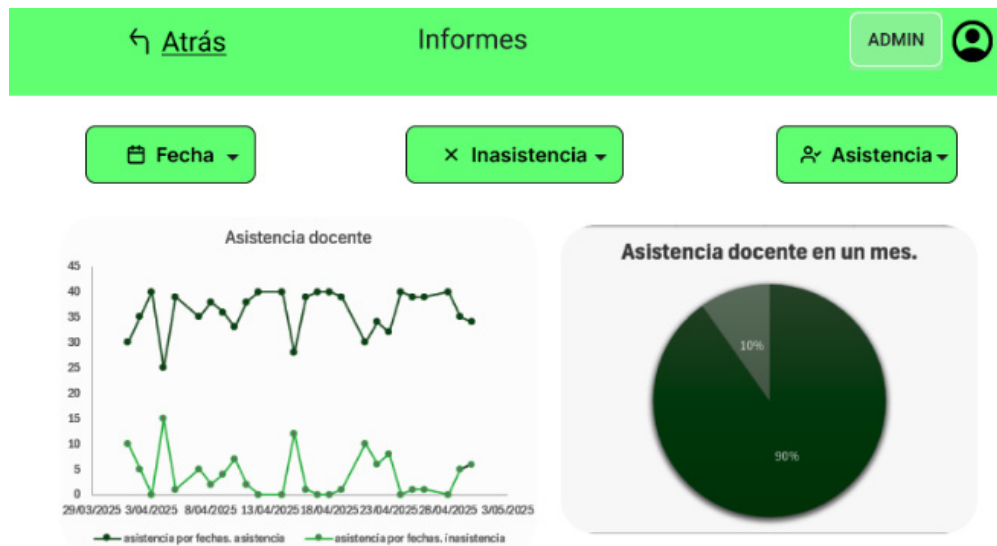 Atrás
Informes
ADMIN
Fecha
Inasistencia
Asistencia
Asistencia docente
45
40
35
30
25
20
15
10
5
0
29/03/2025 3/04/2025 8/04/2025 13/04/2025 18/04/2025 23/04/2025 28/04/2025 3/05/2025
asistencia por fechas. asistencia
asistencia por fechas. inasistencia
Asistencia docente en un mes.
10%
90%